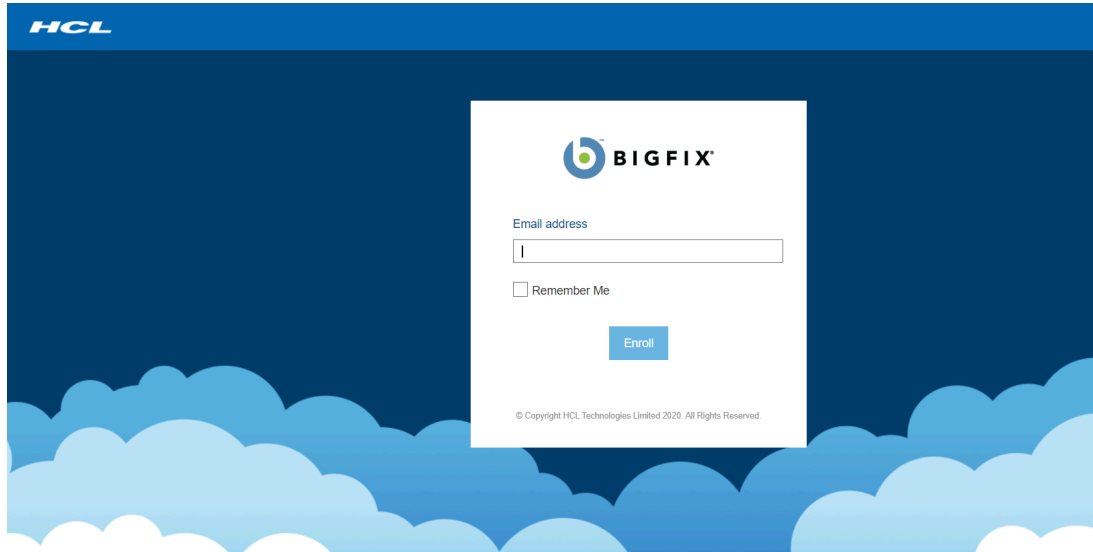 HCL
BIGFIX®
Email address
Remember Me
Enroll
© Copyright HCL Technologies Limited 2020. All Rights Reserved.